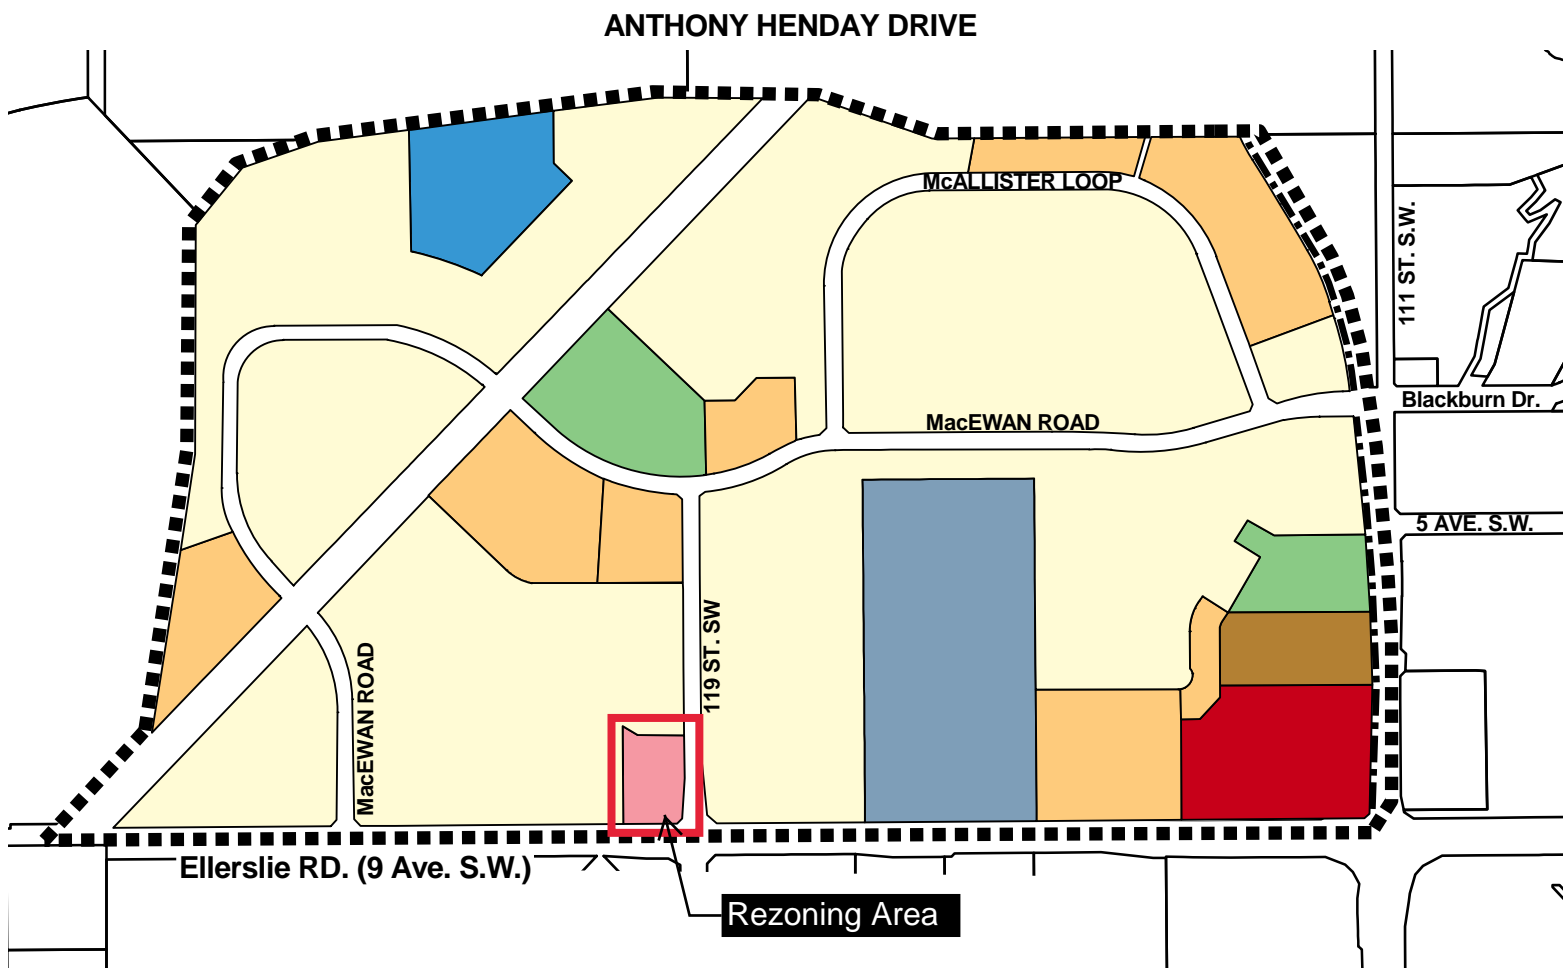 ANTHONY HENDAY DRIVE
McALLISTER LOOP
111 ST. S.W.
Blackburn Dr.
MacEWAN ROAD
5 AVE. S.W.
119 ST. SW
MacEWAN ROAD
Ellerslie RD. (9 Ave. S.W.)
Rezoning Area